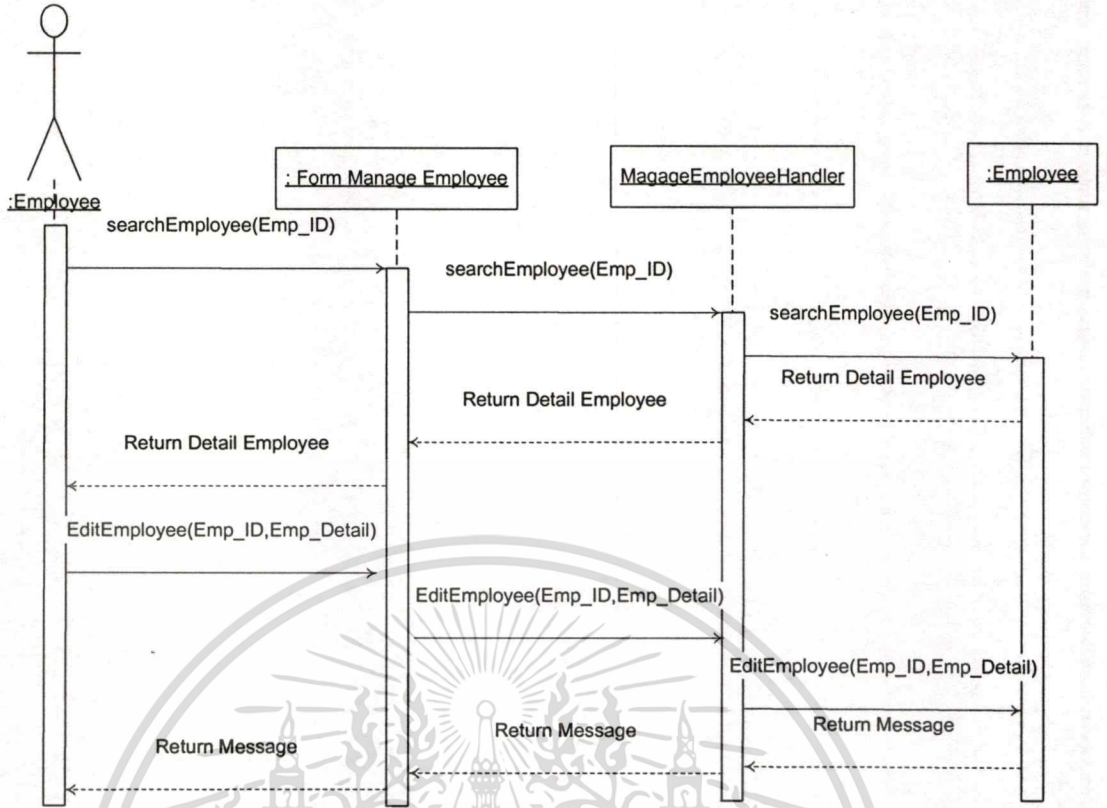 : Form Manage Employee
MagageEmployeeHandler
:Employee
:Employee
searchEmployee(Emp_ID)
searchEmployee(Emp_ID)
searchEmployee(Emp_ID)
Return Detail Employee
Return Detail Employee
Return Detail Employee
EditEmployee(Emp_ID,Emp_Detail)
EditEmployee(Emp_ID,Emp_Detail)
EditEmployee(Emp_ID,Emp_Detail)
Return Message
Return Message
Return Message